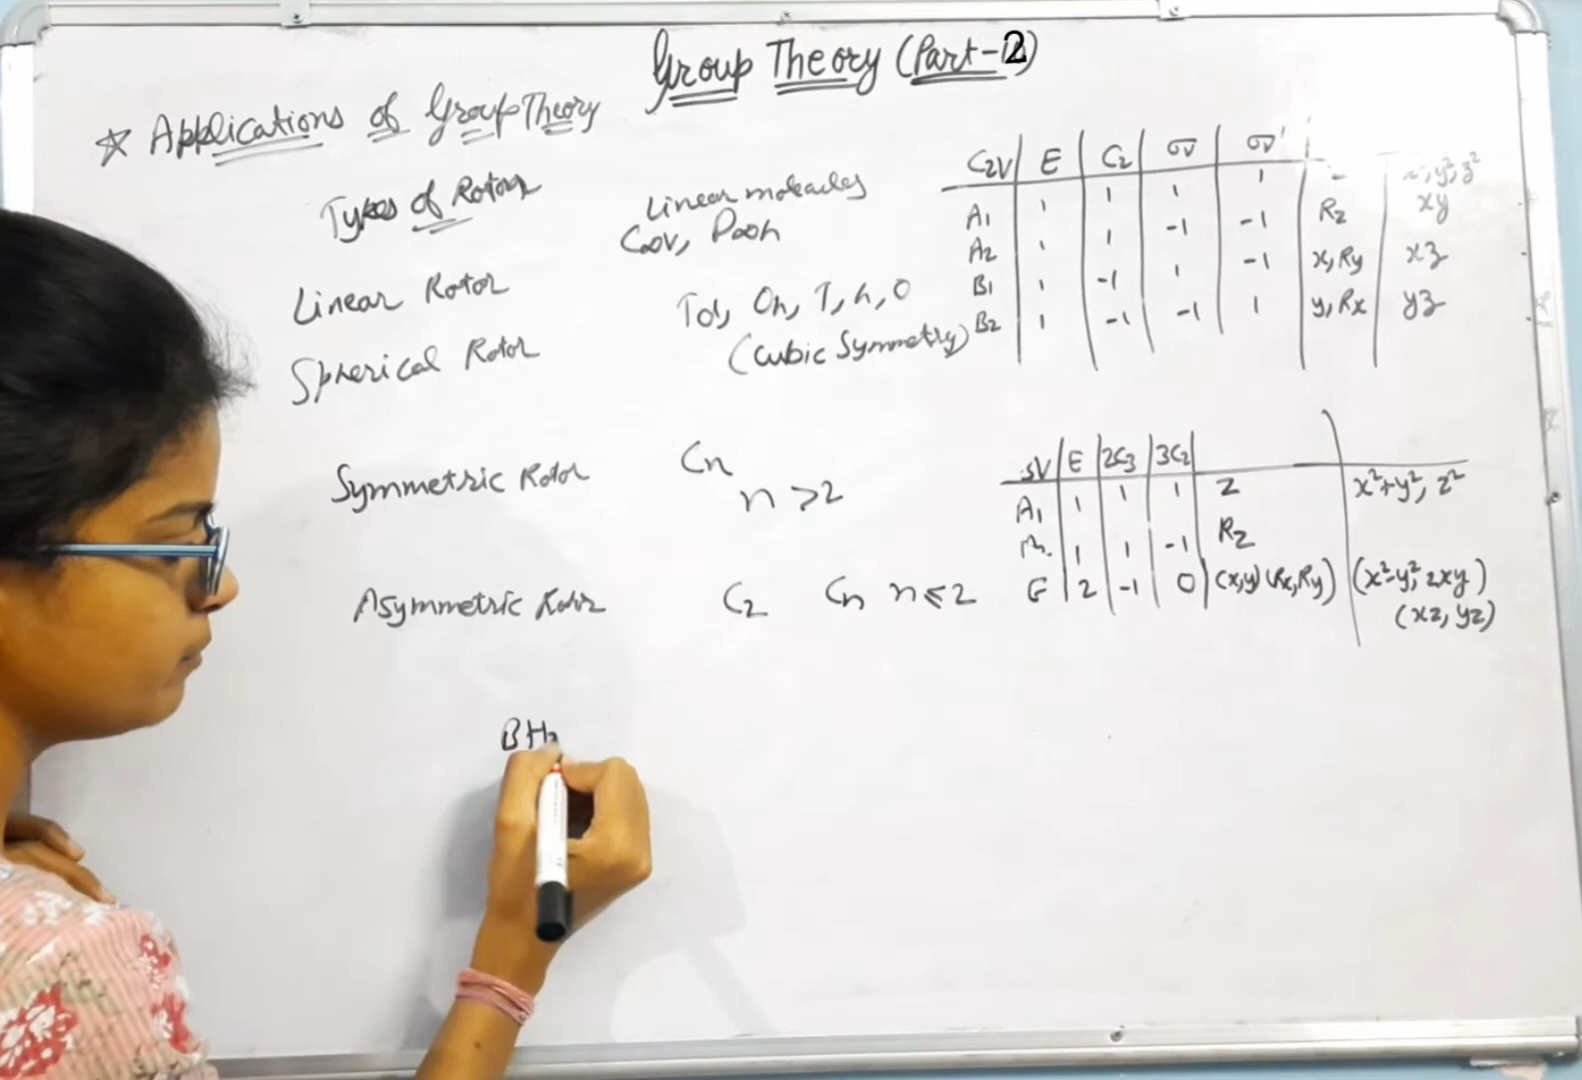 Group Theory (Part-2)
☆ Applications of Group Theory
Types of Rotors
Linear molecules
C∞v, D∞h
Linear Rotor
Td, Oh, T, h, O
(Cubic Symmetry)
Spherical Rotor
C2V E C2 σv σv'
A1 1 1 1 1
A2 1 1 -1 -1 Rz xy
B1 1 -1 1 -1 x, Ry xz
B2 1 -1 -1 1 y, Rx yz
Symmetric Rotor Cn
n > 2
3V E 2C3 3C2
A1 1 1 1 z x²+y², z²
1 1 -1 Rz
E 2 -1 0 (x,y) (Rx,Ry) (x²-y², 2xy)
(xz, yz)
Asymmetric Rotor C2 Cn n ≤ 2
BH